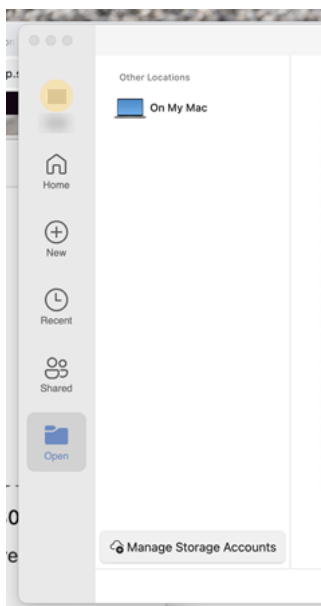 Other Locations
On My Mac
Home
New
Recent
Shared
Open
Manage Storage Accounts